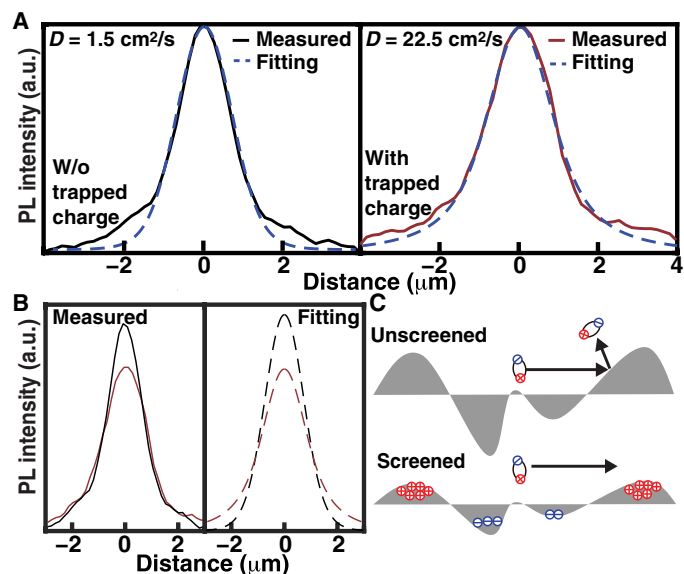 A
D = 1.5 cm²/s
Measured
Fitting
W/o
trapped
charge
D = 22.5 cm²/s
Measured
Fitting
With
trapped
charge
PL intensity (a.u.)
−2 0 2 −2 0 2 4
Distance (μm)
B
Measured
Fitting
PL intensity (a.u.)
−2 0 2 −2 0 2
Distance (μm)
C
Unscreened
Screened